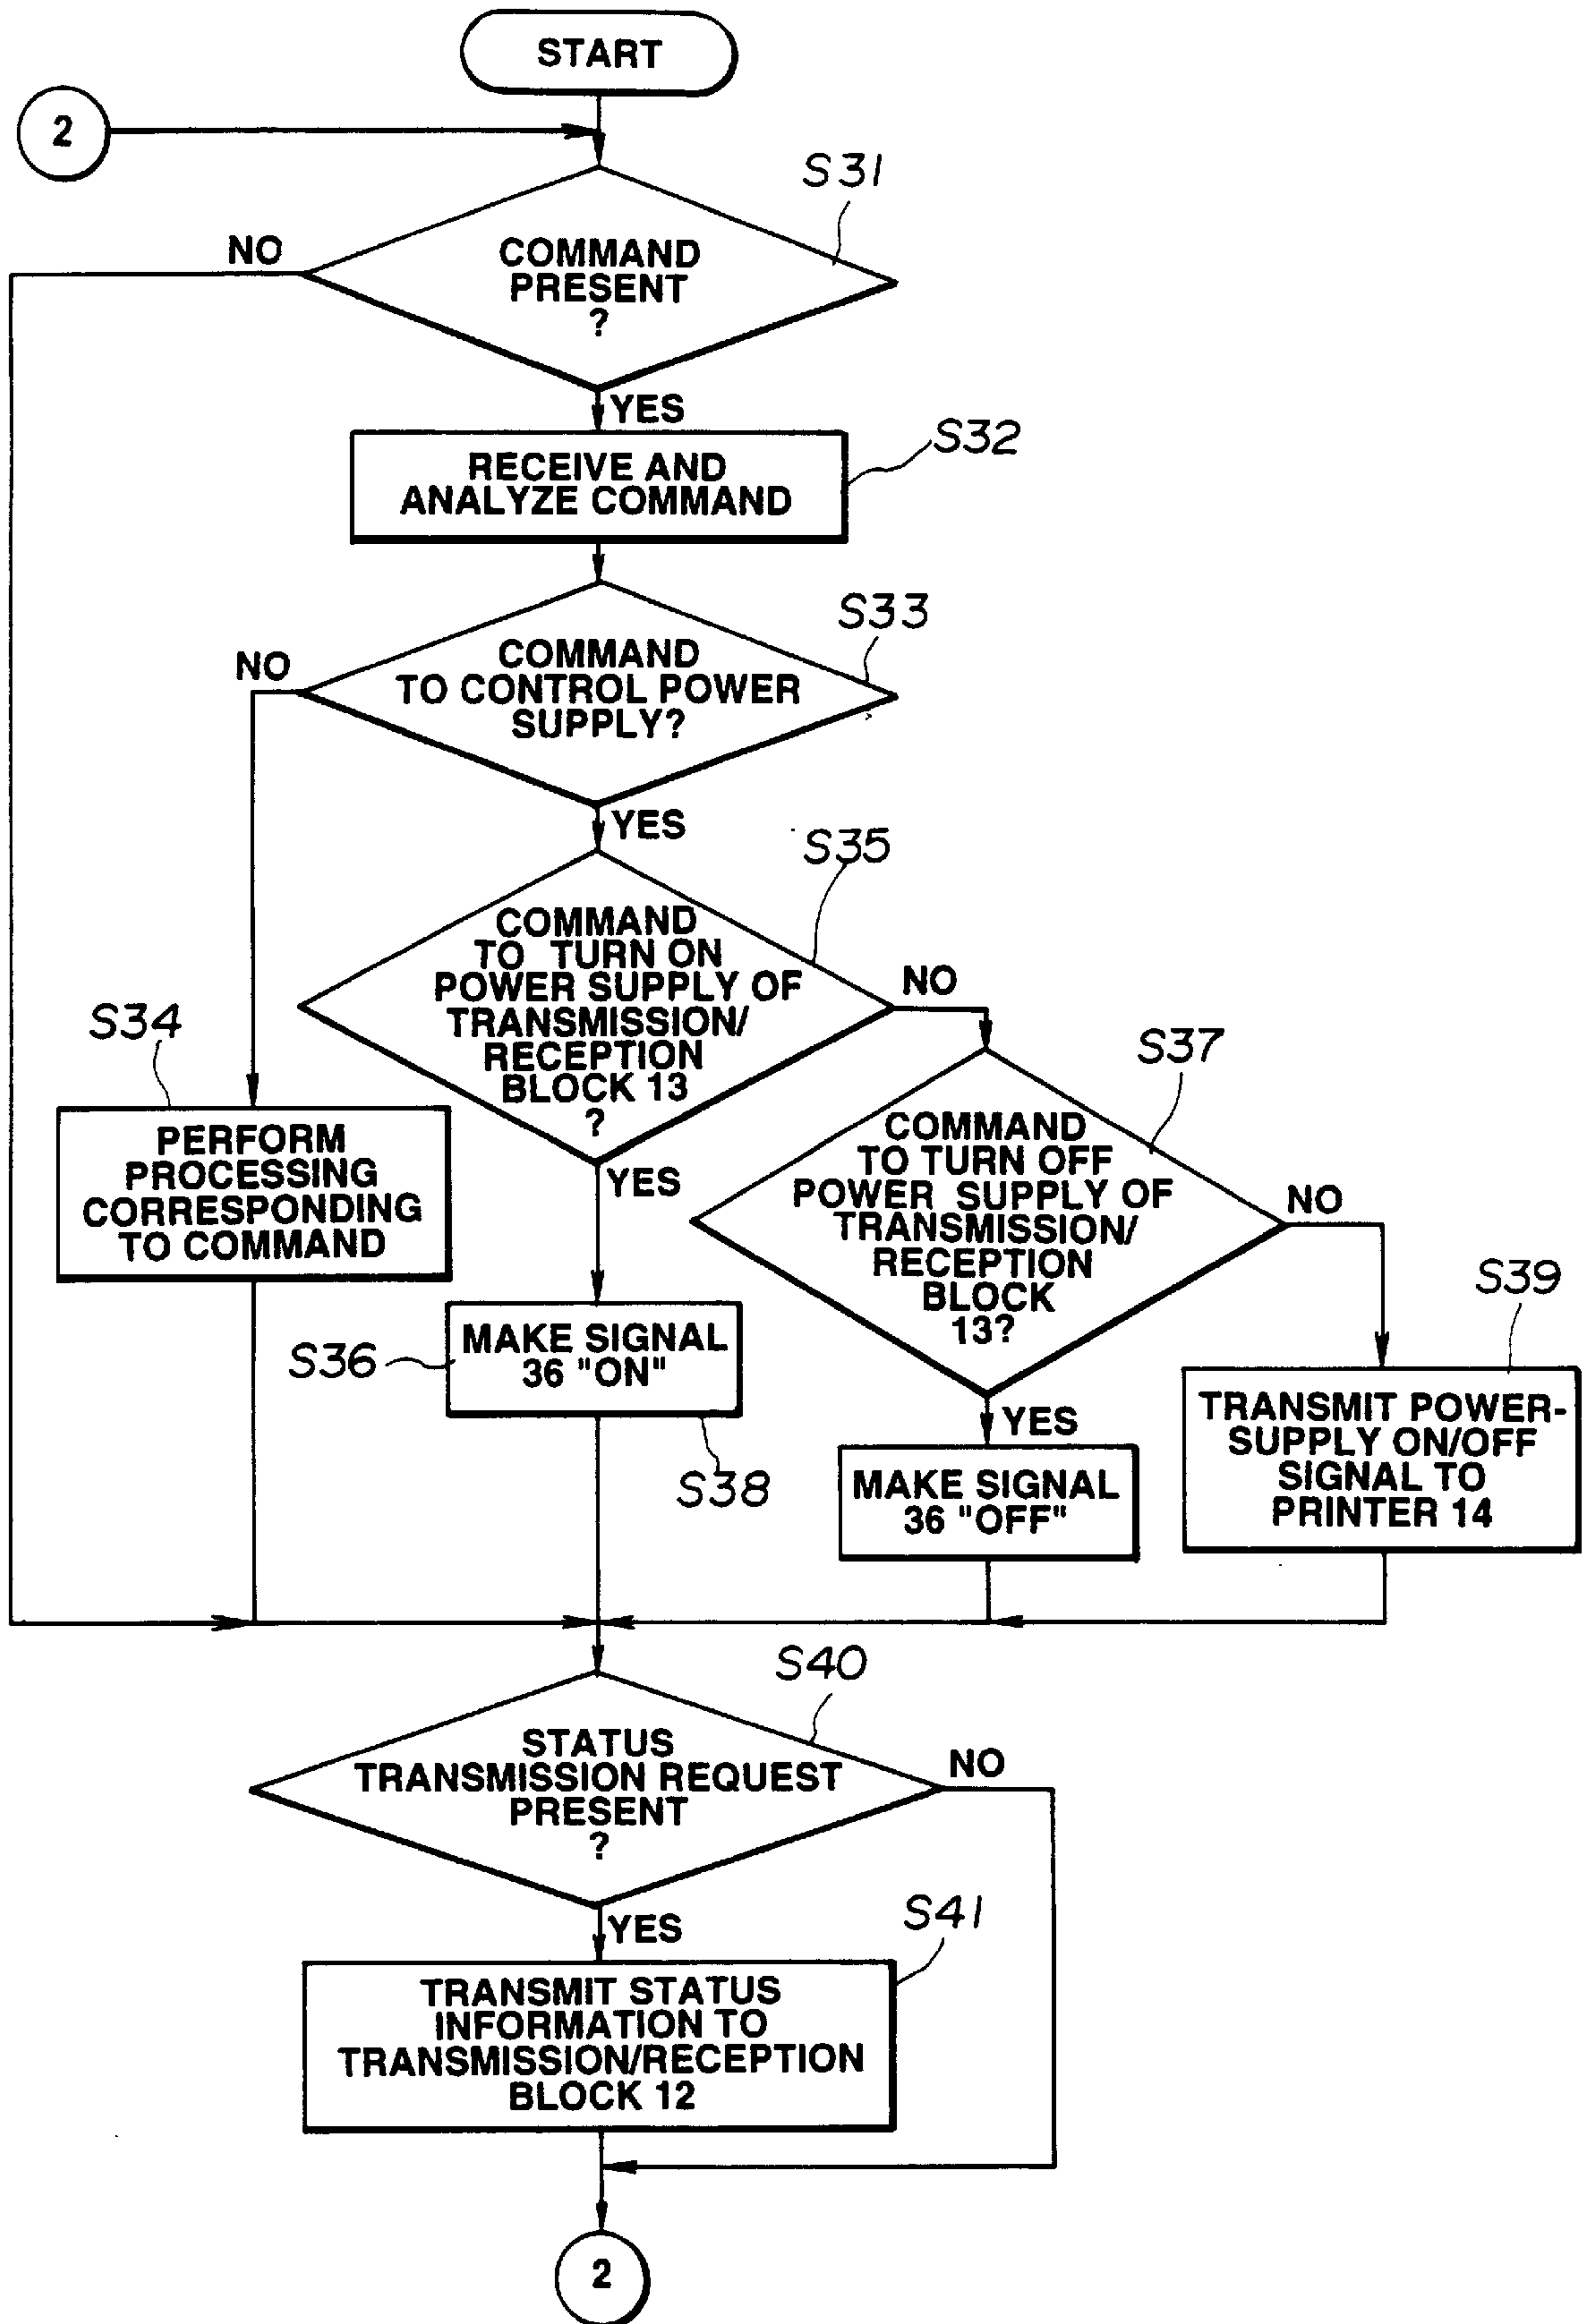 START
2
S31
NO
COMMAND
PRESENT
?
YES
S32
RECEIVE AND
ANALYZE COMMAND
S33
NO
COMMAND
TO CONTROL POWER
SUPPLY?
YES
S35
COMMAND
TO TURN ON
POWER SUPPLY OF
TRANSMISSION/
RECEPTION
BLOCK 13
?
NO
S34
PERFORM
PROCESSING
CORRESPONDING
TO COMMAND
YES
S37
COMMAND
TO TURN OFF
POWER SUPPLY OF
TRANSMISSION/
RECEPTION
BLOCK
13?
NO
S36
MAKE SIGNAL
36 "ON"
S38
YES
MAKE SIGNAL
36 "OFF"
S39
TRANSMIT POWER-
SUPPLY ON/OFF
SIGNAL TO
PRINTER 14
S40
STATUS
TRANSMISSION REQUEST
PRESENT
?
NO
YES
S41
TRANSMIT STATUS
INFORMATION TO
TRANSMISSION/RECEPTION
BLOCK 12
2